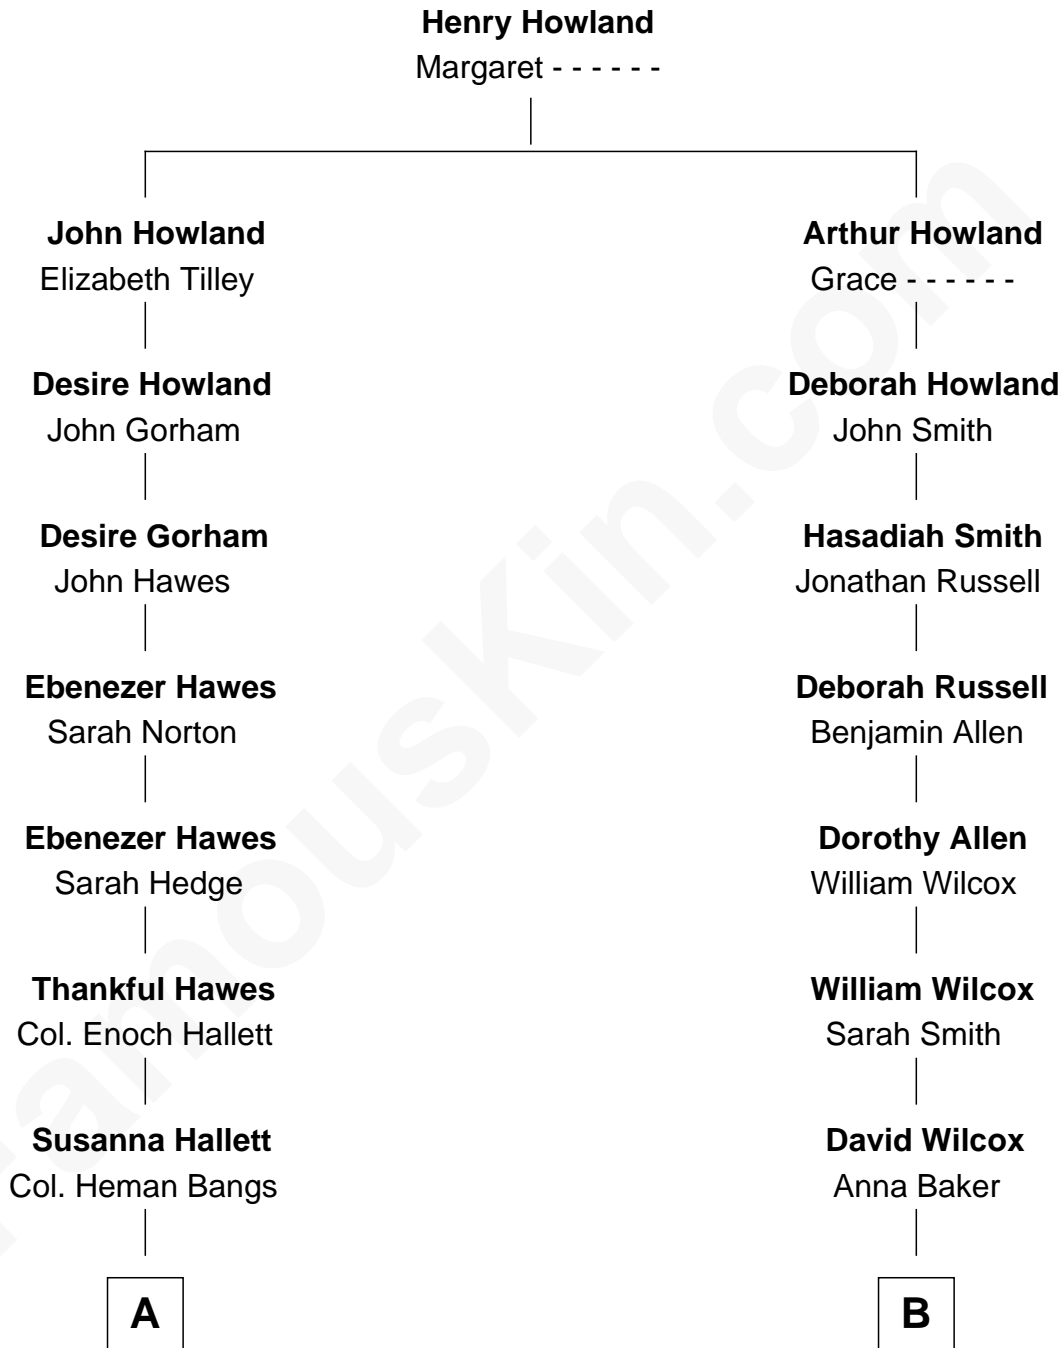 Henry Howland
Margaret - - - - - -
John Howland
Elizabeth Tilley
Arthur Howland
Grace - - - - - -
Desire Howland
John Gorham
Deborah Howland
John Smith
Desire Gorham
John Hawes
Hasadiah Smith
Jonathan Russell
Ebenezer Hawes
Sarah Norton
Deborah Russell
Benjamin Allen
Ebenezer Hawes
Sarah Hedge
Dorothy Allen
William Wilcox
Thankful Hawes
Col. Enoch Hallett
William Wilcox
Sarah Smith
Susanna Hallett
Col. Heman Bangs
David Wilcox
Anna Baker
A
B
FamousKin.com